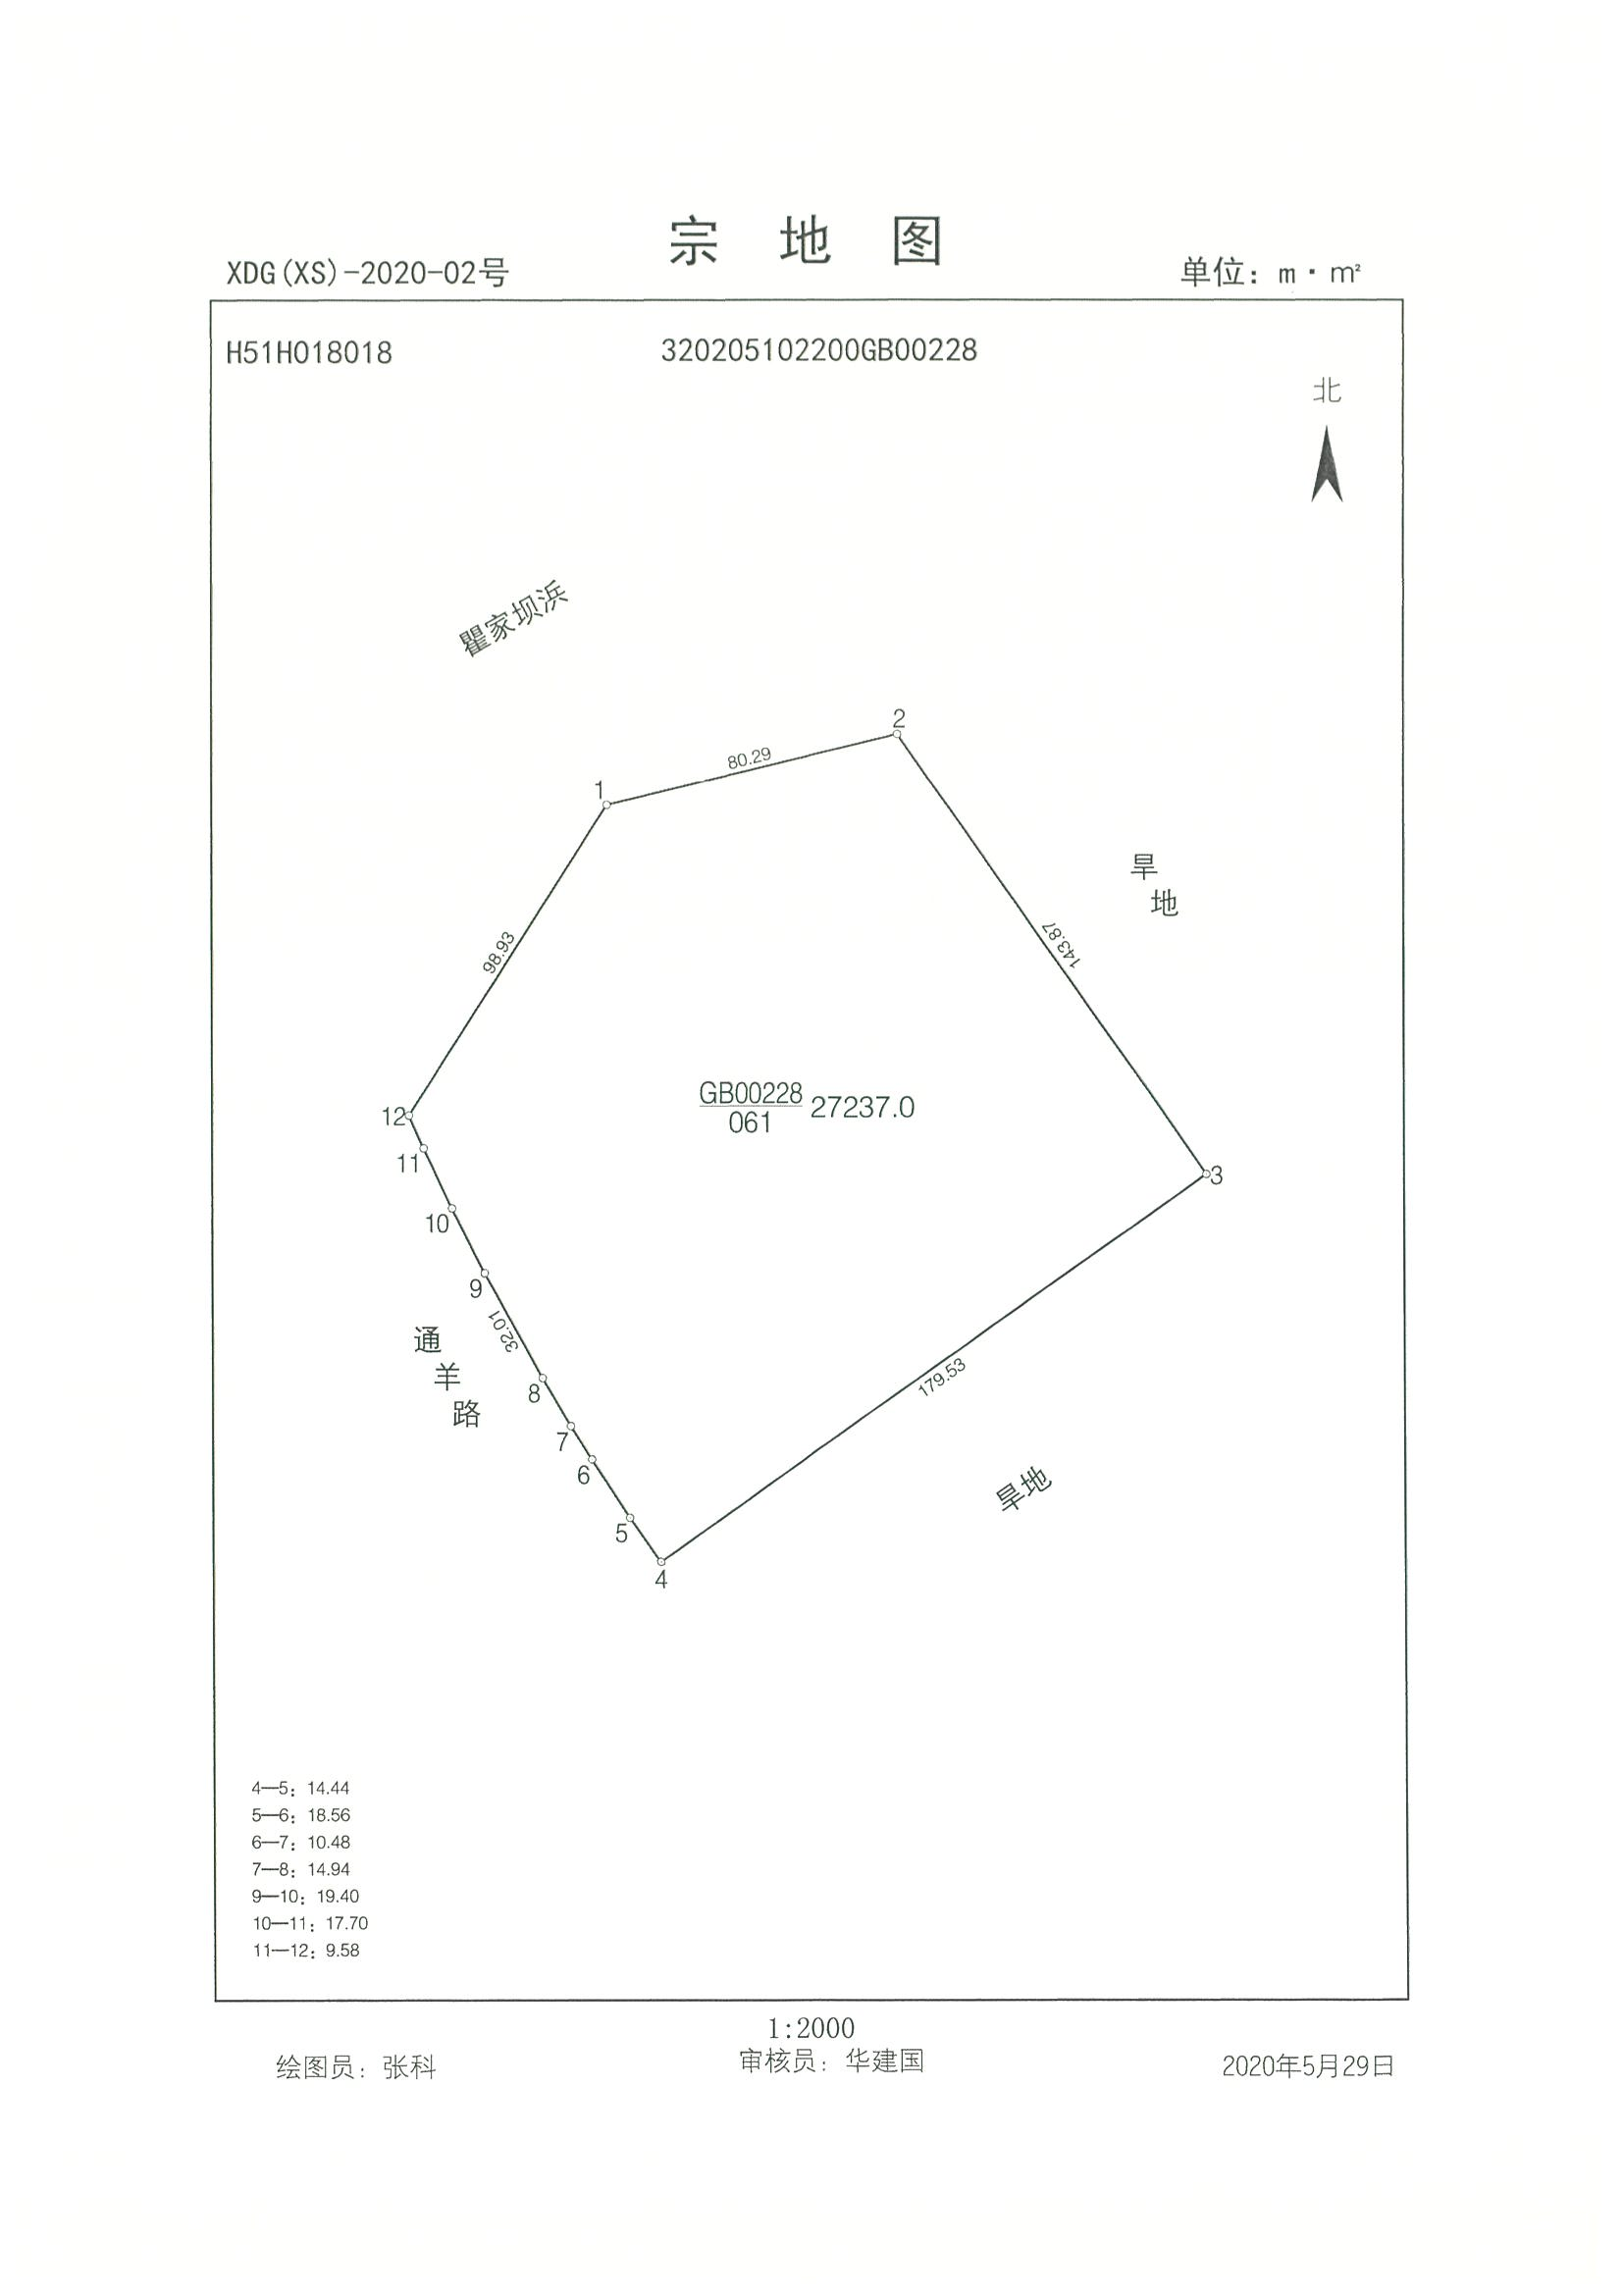 宗 地 图
XDG(XS)-2020-02号
单位：m·m²
H51H018018
320205102200GB00228
北
瞿家坝浜
2
80.29
1
旱地
143.87
98.93
GB00228
061
27237.0
12
11
3
10
9
32.01
通羊路
8
179.53
7
6
旱地
5
4
4—5：14.44
5—6：18.56
6—7：10.48
7—8：14.94
9—10：19.40
10—11：17.70
11—12：9.58
1:2000
绘图员：张科
审核员：华建国
2020年5月29日